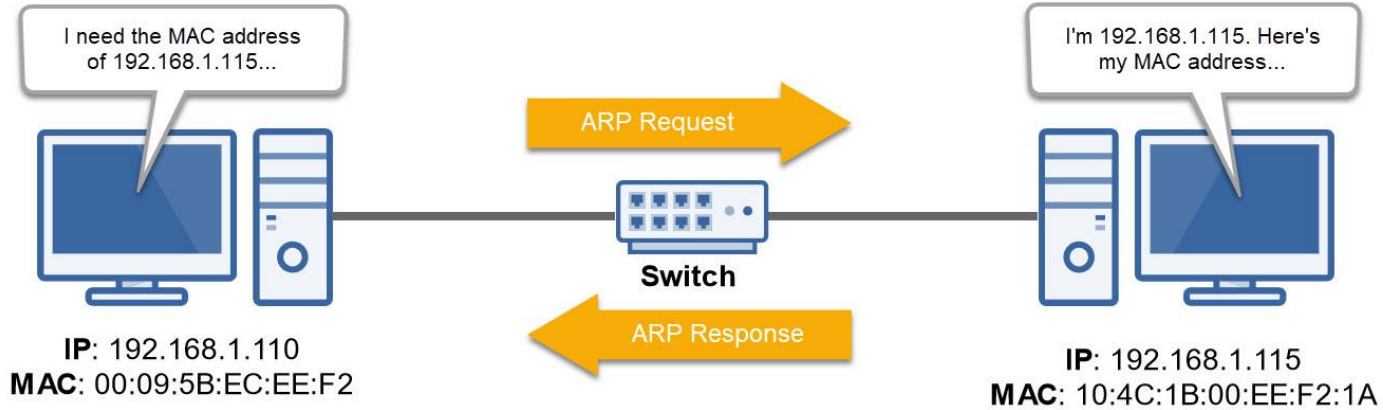 I need the MAC address
of 192.168.1.115...
I'm 192.168.1.115. Here's
my MAC address...
ARP Request
Switch
ARP Response
IP: 192.168.1.110
MAC: 00:09:5B:EC:EE:F2
IP: 192.168.1.115
MAC: 10:4C:1B:00:EE:F2:1A